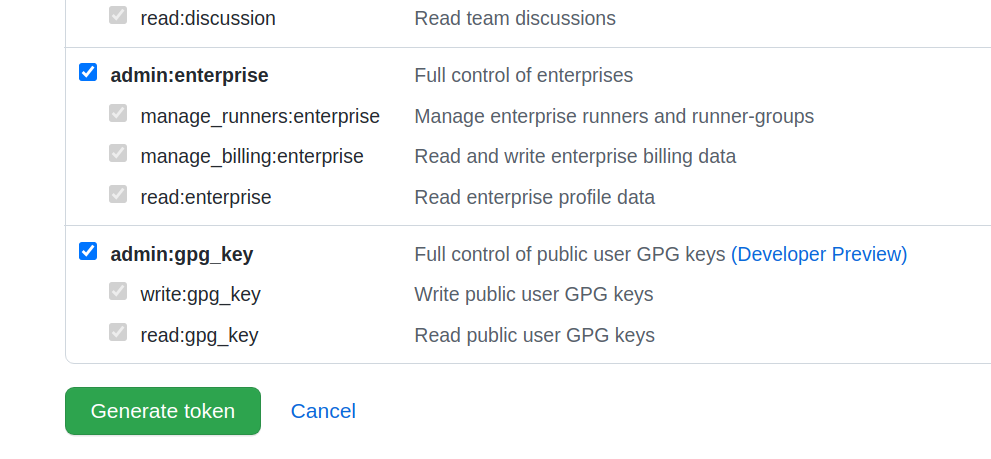 read:discussion Read team discussions
admin:enterprise Full control of enterprises
manage_runners:enterprise Manage enterprise runners and runner-groups
manage_billing:enterprise Read and write enterprise billing data
read:enterprise Read enterprise profile data
admin:gpg_key Full control of public user GPG keys (Developer Preview)
write:gpg_key Write public user GPG keys
read:gpg_key Read public user GPG keys
Generate token Cancel